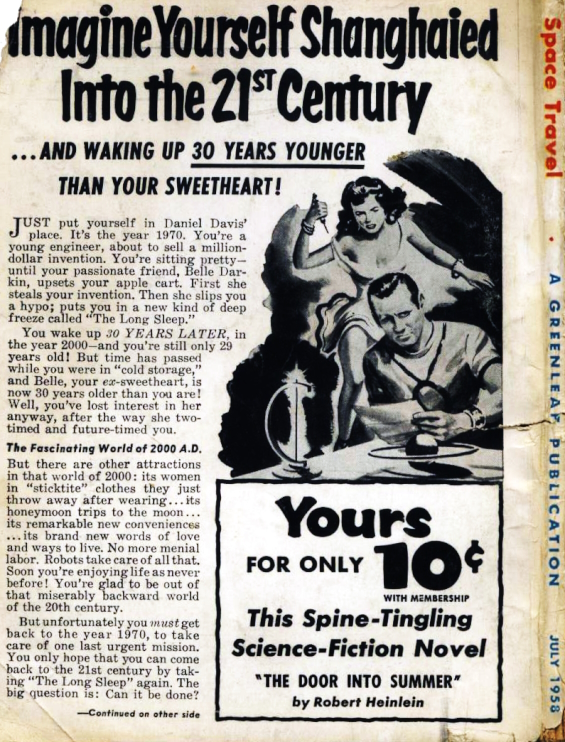 Imagine Yourself Shanghaied
Into the 21ST Century
...AND WAKING UP 30 YEARS YOUNGER
THAN YOUR SWEETHEART!
JUST put yourself in Daniel Davis'
place. It's the year 1970. You're a
young engineer, about to sell a million-
dollar invention. You're sitting pretty—
until your passionate friend, Belle Dar-
kin, upsets your apple cart. First she
steals your invention. Then she slips you
a hypo; puts you in a new kind of deep
freeze called "The Long Sleep."
You wake up 30 YEARS LATER, in
the year 2000—and you're still only 29
years old! But time has passed
while you were in "cold storage,"
and Belle, your ex-sweetheart, is
now 30 years older than you are!
Well, you've lost interest in her
anyway, after the way she two-
timed and future-timed you.
The Fascinating World of 2000 A.D.
But there are other attractions
in that world of 2000: its women
in "sticktite" clothes they just
throw away after wearing...its
honeymoon trips to the moon...
its remarkable new conveniences
...its brand new words of love
and ways to live. No more menial
labor. Robots take care of all that.
Soon you're enjoying life as never
before! You're glad to be out of
that miserably backward world
of the 20th century.
But unfortunately you must get
back to the year 1970, to take
care of one last urgent mission.
You only hope that you can come
back to the 21st century by tak-
ing "The Long Sleep" again. The
big question is: Can it be done?
—Continued on other side
Yours
FOR ONLY 10¢
WITH MEMBERSHIP
This Spine-Tingling
Science-Fiction Novel
"THE DOOR INTO SUMMER"
by Robert Heinlein
Space Travel • A GREENLEAF PUBLICATION JULY 1958